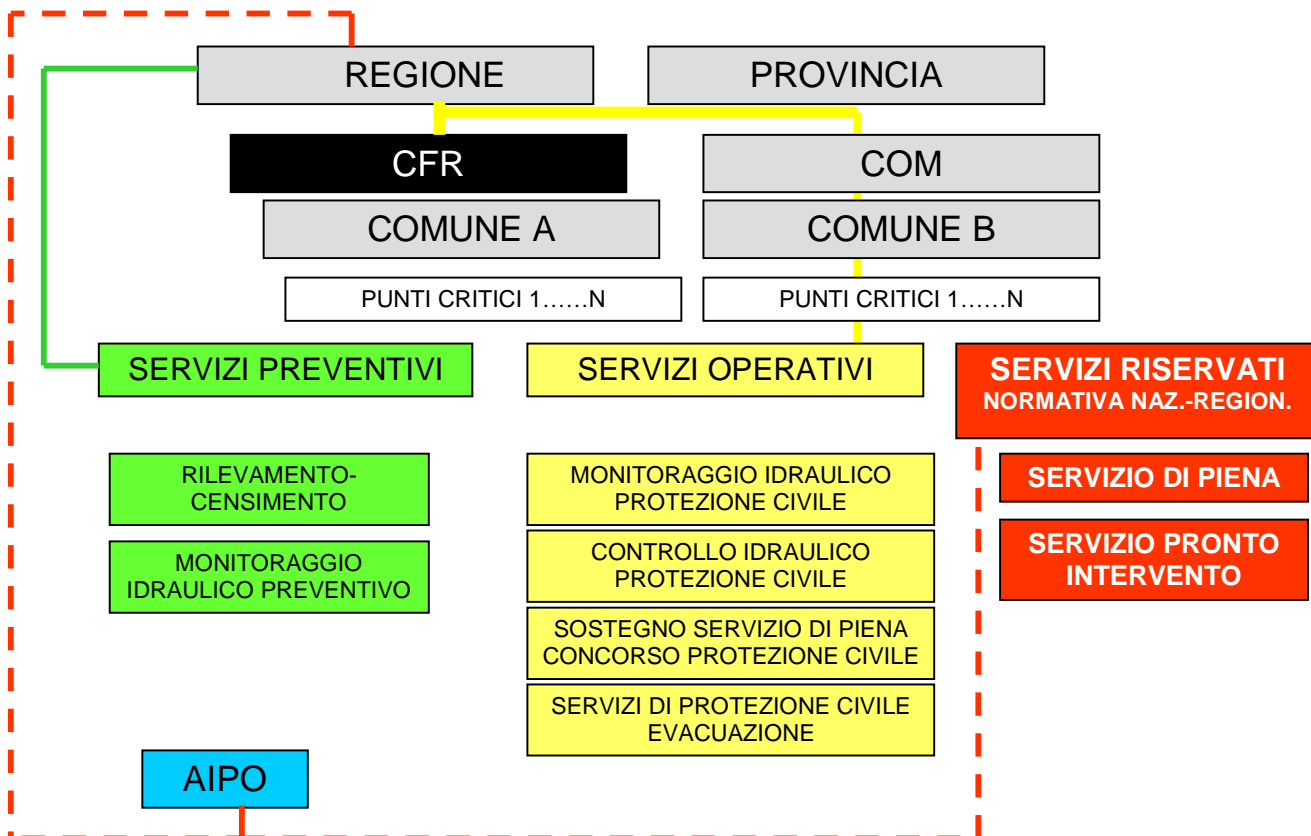 REGIONE
PROVINCIA
CFR
COM
COMUNE A
COMUNE B
PUNTI CRITICI 1……N
PUNTI CRITICI 1……N
SERVIZI PREVENTIVI
SERVIZI OPERATIVI
SERVIZI RISERVATI
NORMATIVA NAZ.-REGION.
RILEVAMENTO-
CENSIMENTO
MONITORAGGIO
IDRAULICO PREVENTIVO
MONITORAGGIO IDRAULICO
PROTEZIONE CIVILE
CONTROLLO IDRAULICO
PROTEZIONE CIVILE
SOSTEGNO SERVIZIO DI PIENA
CONCORSO PROTEZIONE CIVILE
SERVIZI DI PROTEZIONE CIVILE
EVACUAZIONE
SERVIZIO DI PIENA
SERVIZIO PRONTO
INTERVENTO
AIPO